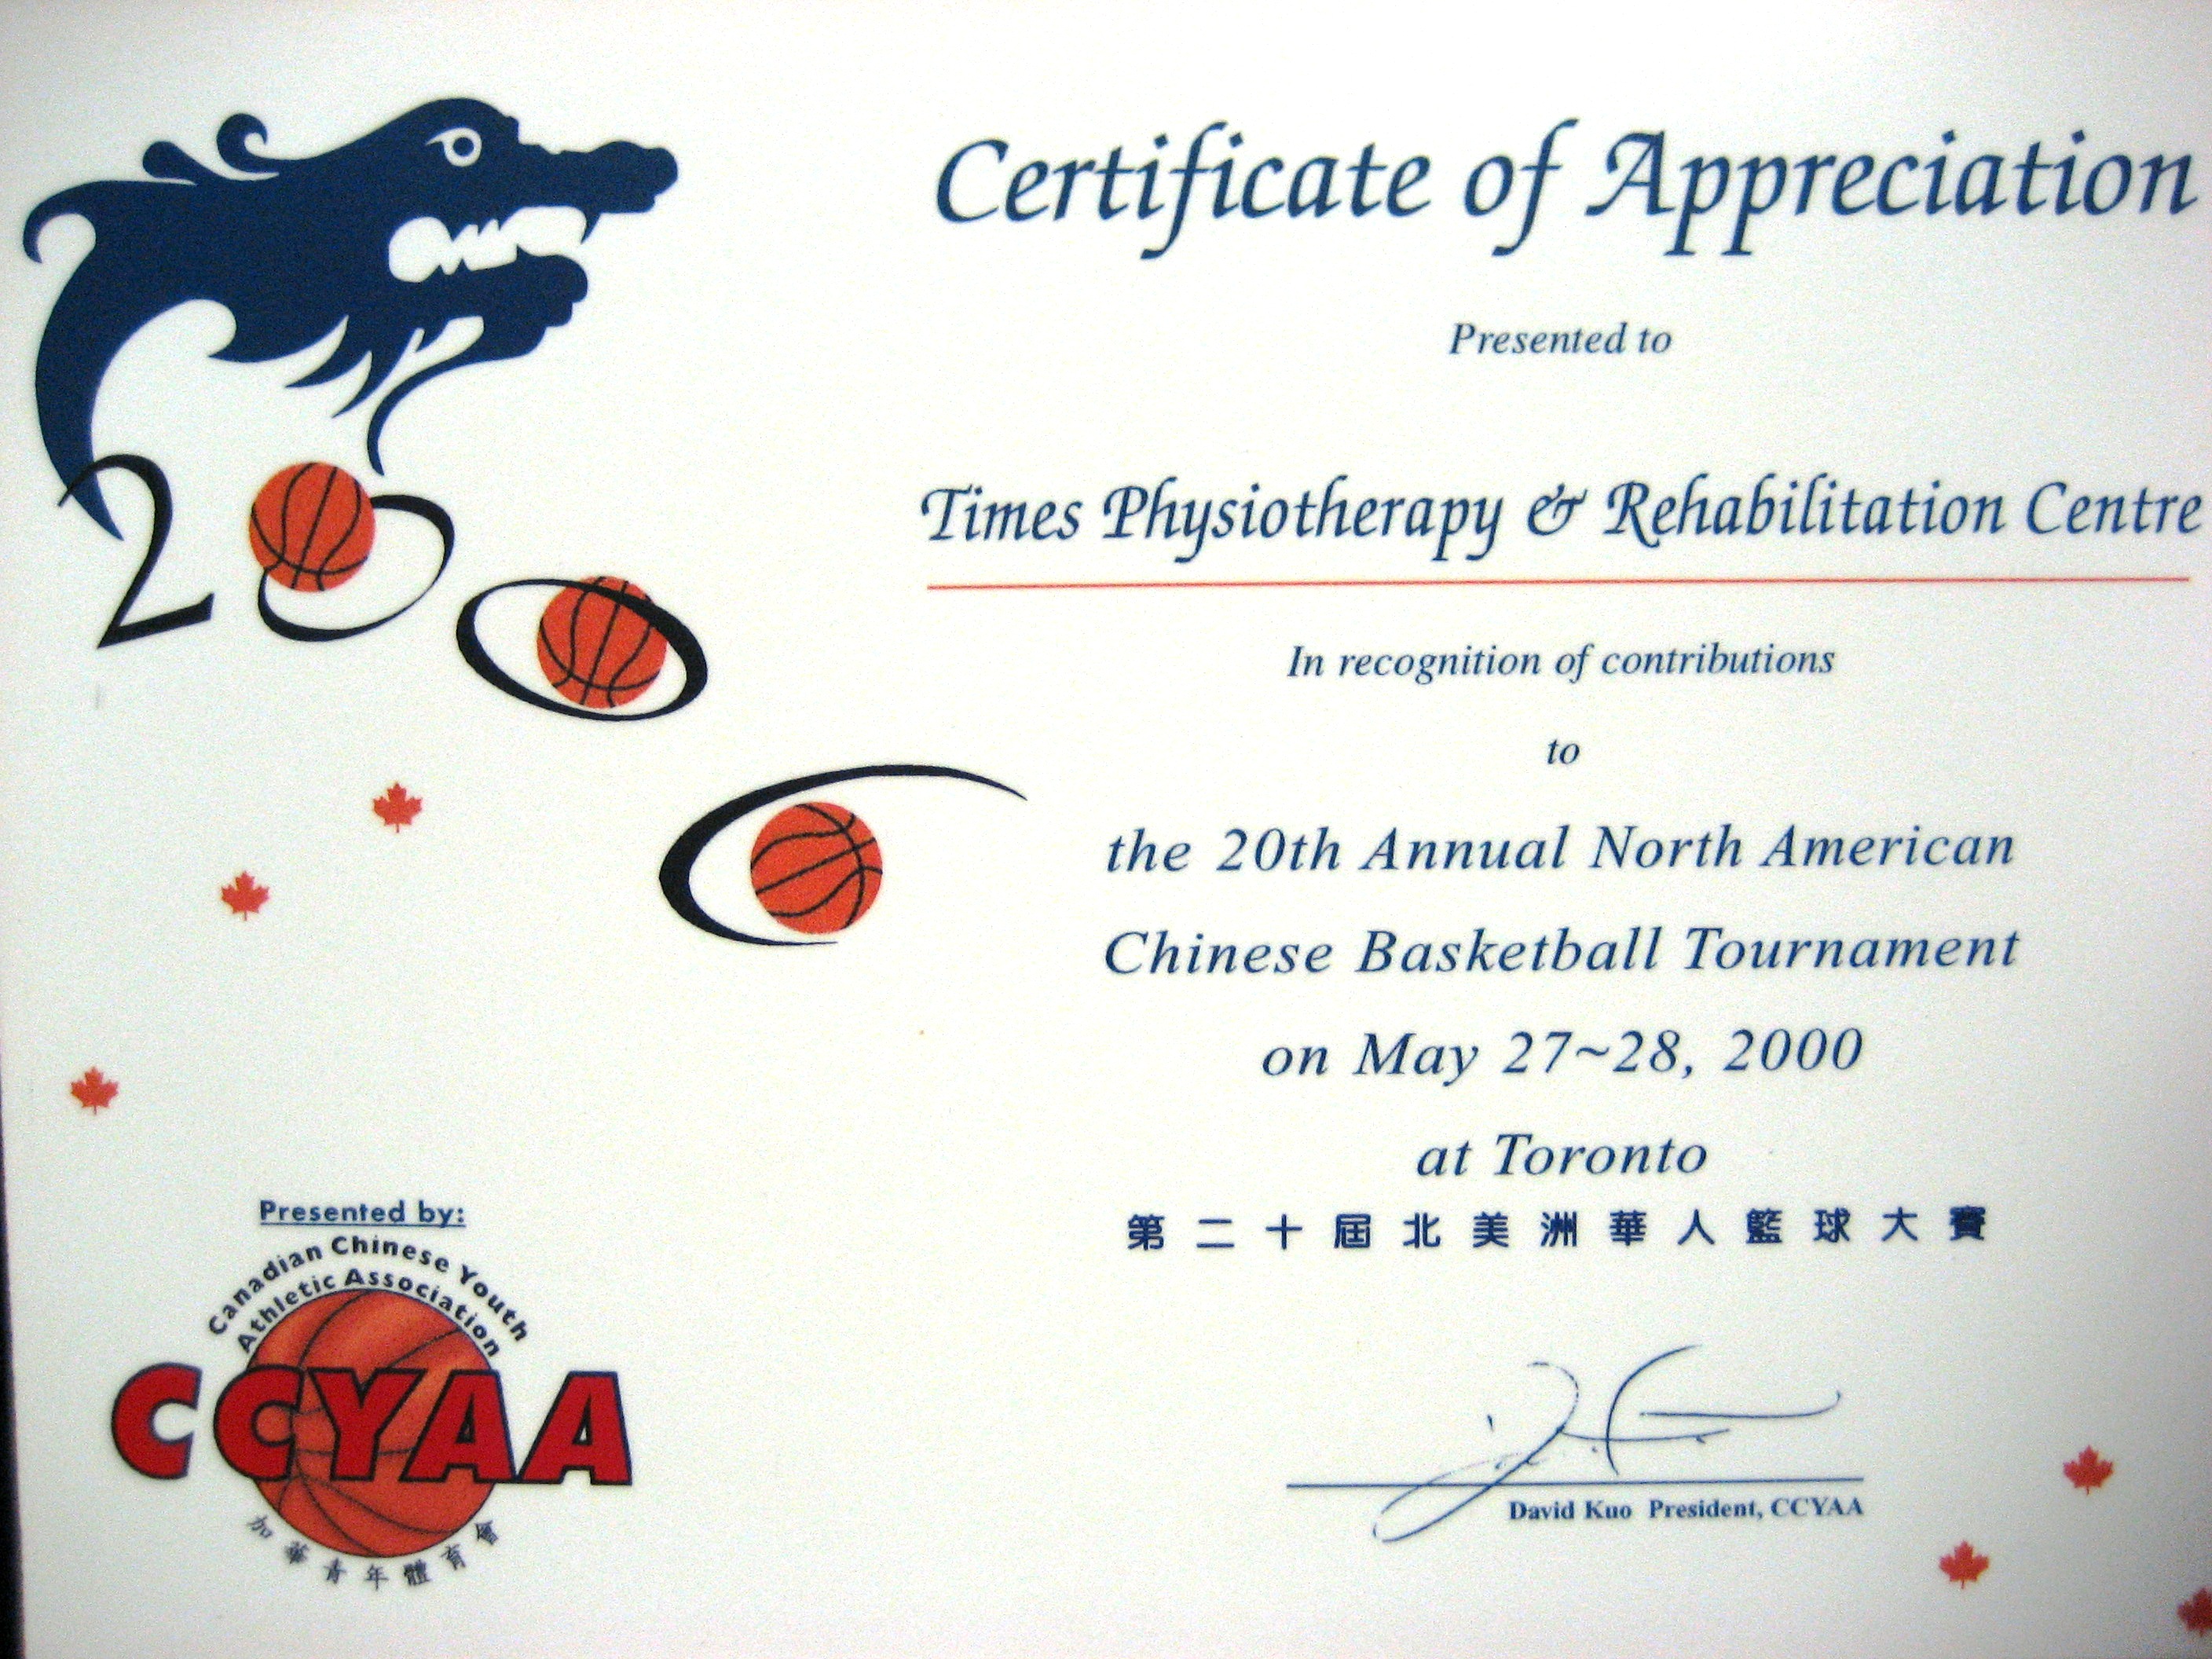 Certificate of Appreciation
Presented to
Times Physiotherapy & Rehabilitation Centre
In recognition of contributions
to
the 20th Annual North American
Chinese Basketball Tournament
on May 27~28, 2000
at Toronto
第二十屆北美洲華人籃球大賽
David Kuo President, CCYAA
2000
Presented by:
Canadian Chinese Youth
Athletic Association
CCYAA
加華青年體育會